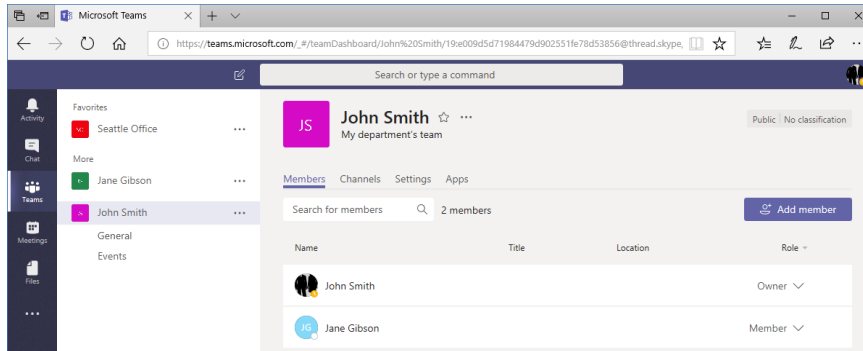 Microsoft Teams
https://teams.microsoft.com/_#/teamDashboard/John%20Smith/19:e009d5d71984479d902551fe78d53856@thread.skype,
Search or type a command
Activity
Chat
Teams
Meetings
Files
Favorites
Seattle Office
More
Jane Gibson
JS
John Smith
General
Events
JS
John Smith
My department's team
Public | No classification
Members Channels Settings Apps
Search for members 2 members Add member
Name Title Location Role
John Smith Owner
JG Jane Gibson Member